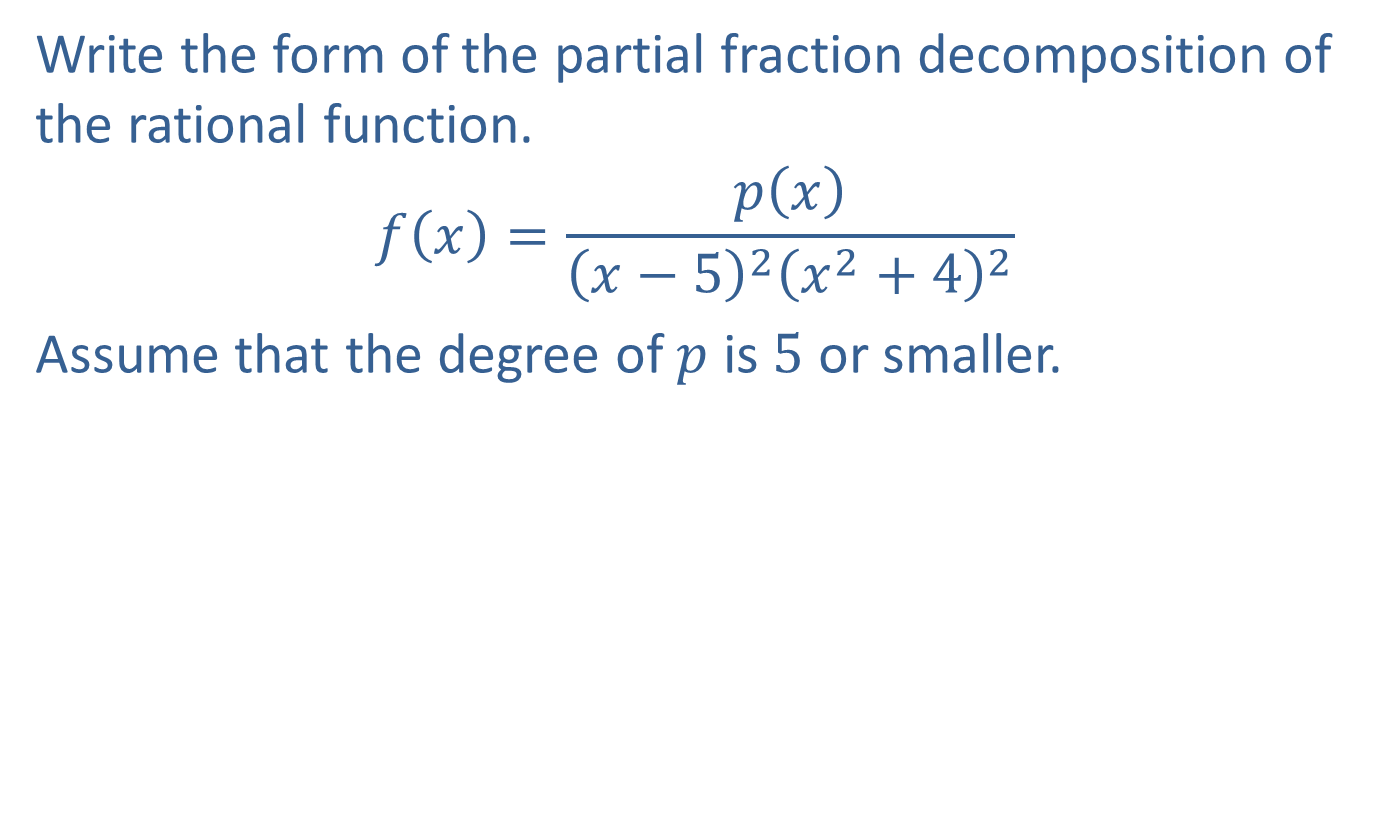 Write the form of the partial fraction decomposition of
the rational function.
f(x) = p(x) / (x − 5)²(x² + 4)²
Assume that the degree of p is 5 or smaller.